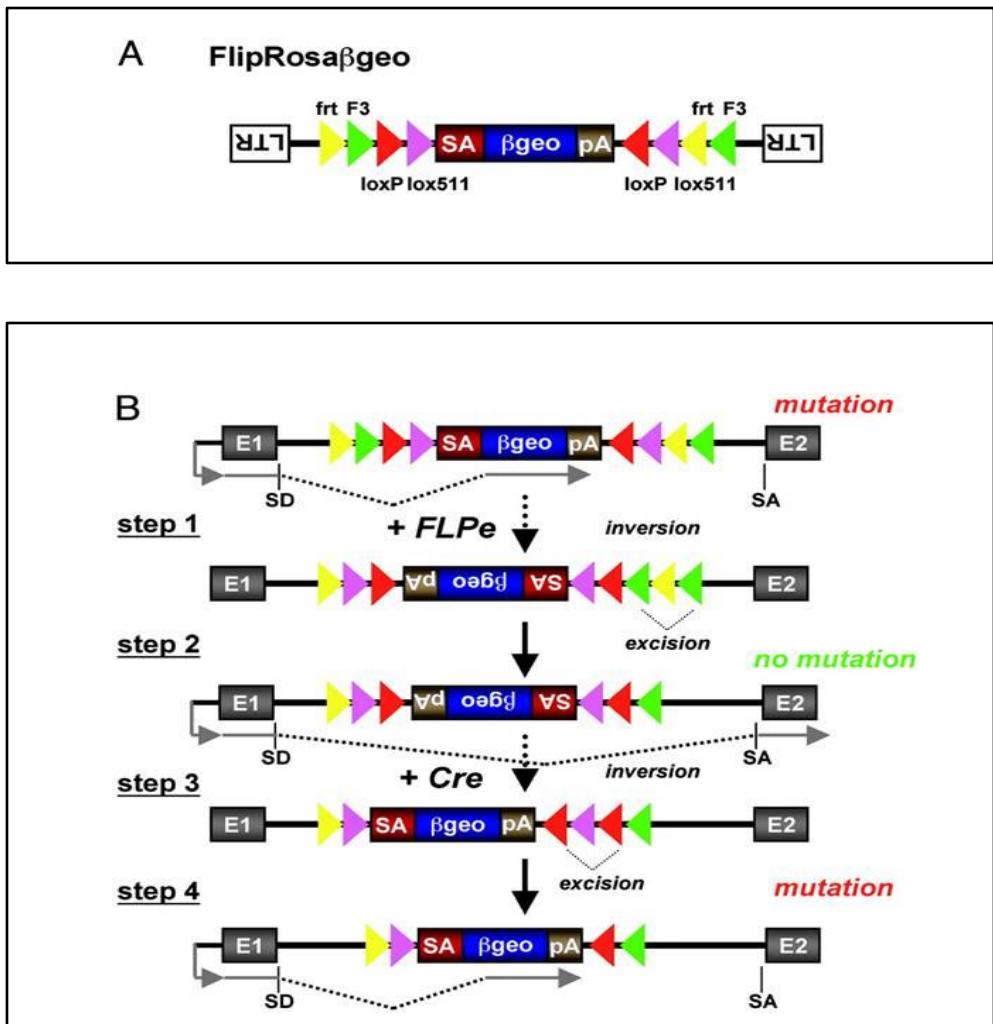 A FlipRosaβgeo
frt F3 frt F3
LTR SA βgeo pA LTR
loxP lox511 loxP lox511
B
mutation
E1 SA βgeo pA E2
SD SA
step 1 + FLPe inversion
E1 pA βgeo SA E2
excision
step 2
no mutation
E1 pA βgeo SA E2
SD SA
+ Cre inversion
step 3
E1 SA βgeo pA E2
excision
step 4 mutation
E1 SA βgeo pA E2
SD SA